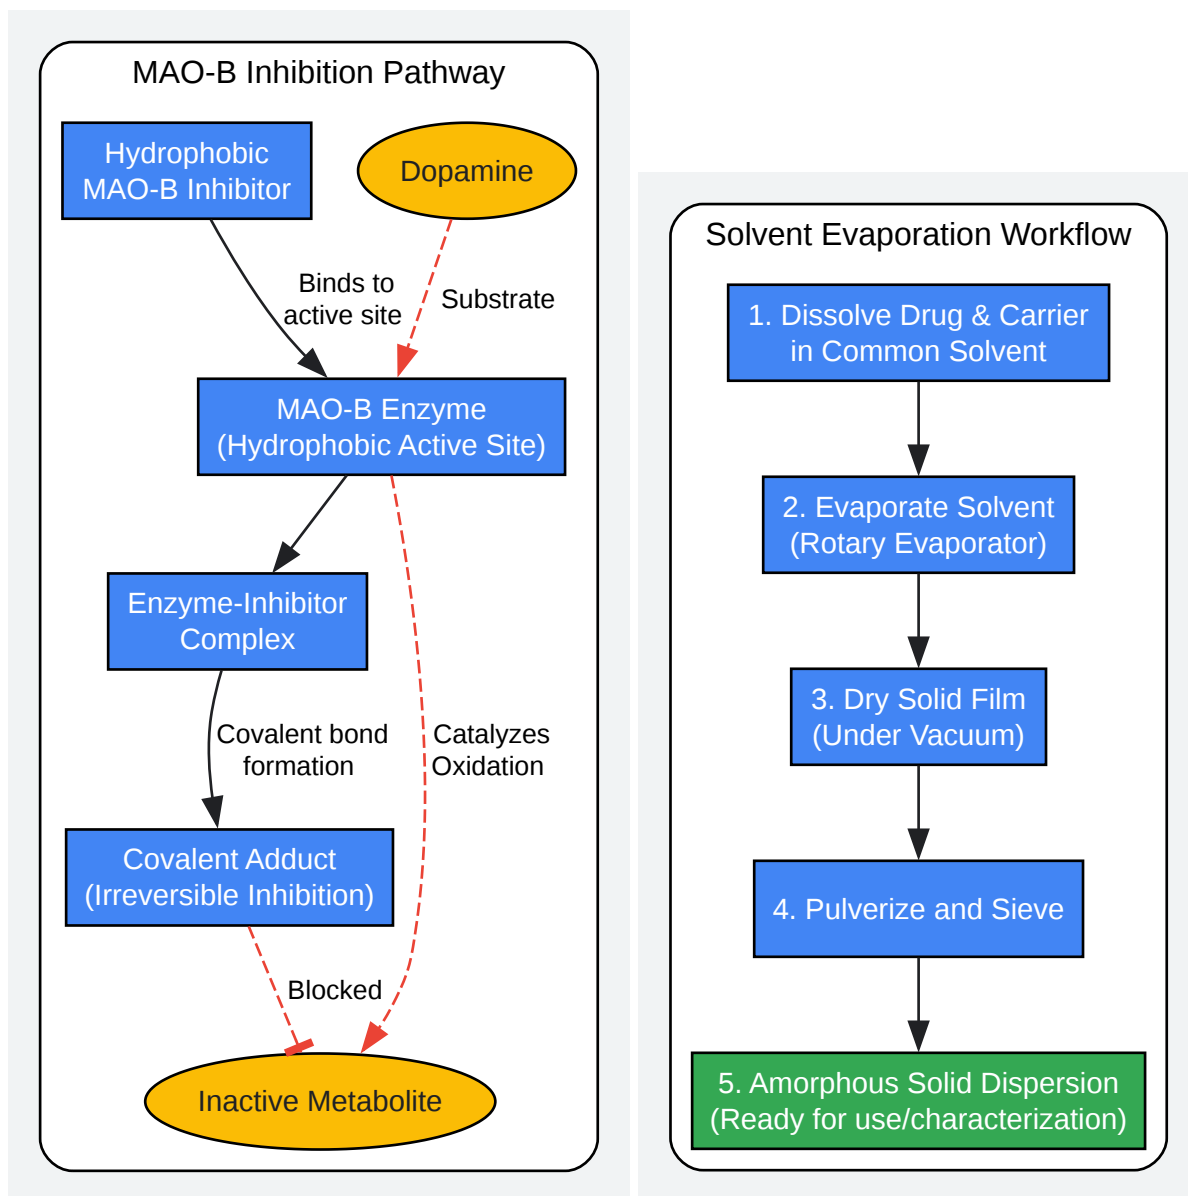 MAO-B Inhibition Pathway
Hydrophobic
MAO-B Inhibitor
Dopamine
Binds to
active site
Substrate
MAO-B Enzyme
(Hydrophobic Active Site)
Enzyme-Inhibitor
Complex
Covalent bond
formation
Catalyzes
Oxidation
Covalent Adduct
(Irreversible Inhibition)
Blocked
Inactive Metabolite
Solvent Evaporation Workflow
1. Dissolve Drug & Carrier
in Common Solvent
2. Evaporate Solvent
(Rotary Evaporator)
3. Dry Solid Film
(Under Vacuum)
4. Pulverize and Sieve
5. Amorphous Solid Dispersion
(Ready for use/characterization)